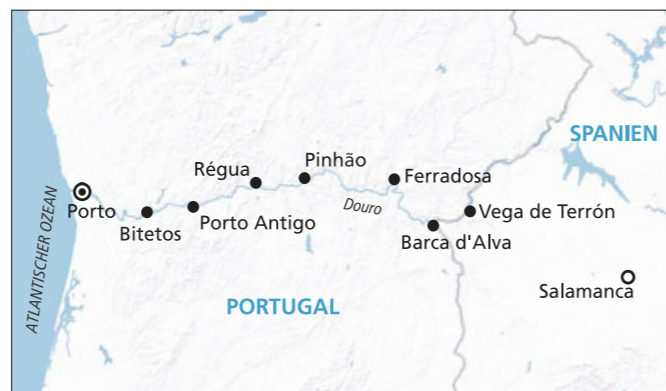 SPANIEN
Pinhão
Régua
Ferradosa
Porto
Douro
Bitetos
Porto Antigo
Vega de Terrón
Barca d'Alva
ATLANTISCHER OZEAN
Salamanca
PORTUGAL